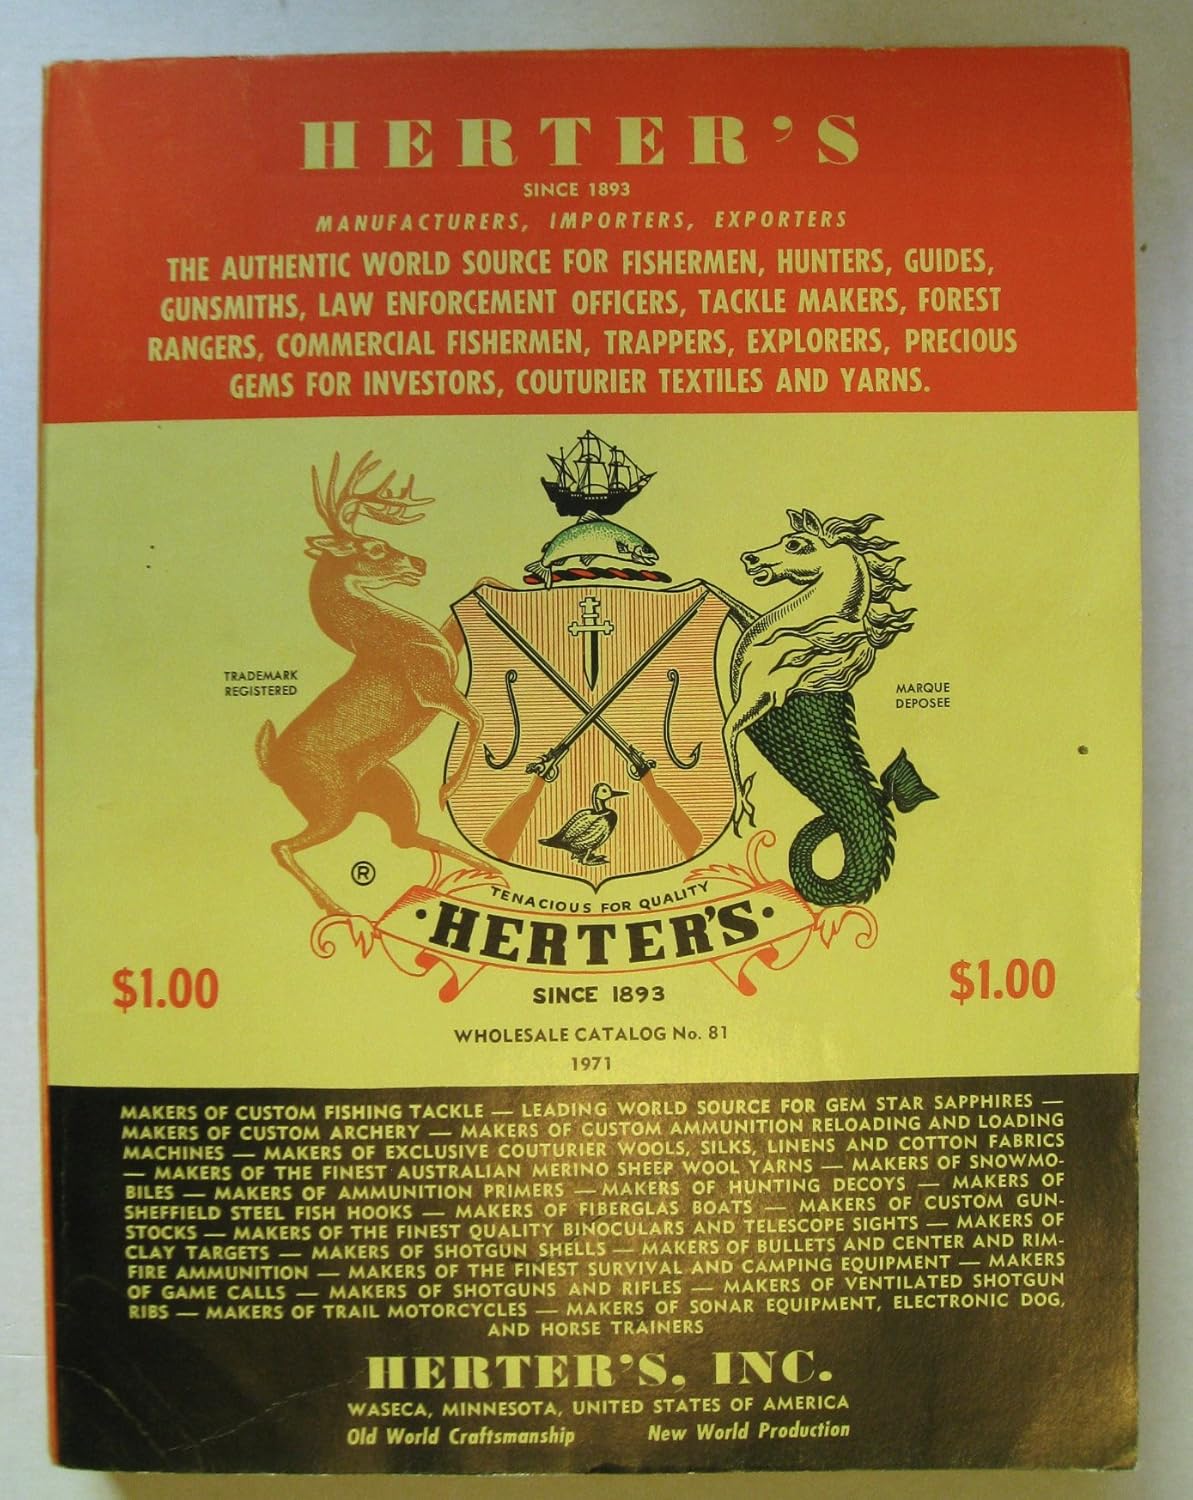 HERTER'S
SINCE 1893
MANUFACTURERS, IMPORTERS, EXPORTERS
THE AUTHENTIC WORLD SOURCE FOR FISHERMEN, HUNTERS, GUIDES,
GUNSMITHS, LAW ENFORCEMENT OFFICERS, TACKLE MAKERS, FOREST
RANGERS, COMMERCIAL FISHERMEN, TRAPPERS, EXPLORERS, PRECIOUS
GEMS FOR INVESTORS, COUTURIER TEXTILES AND YARNS.
TRADEMARK
REGISTERED
MARQUE
DEPOSEE
®
TENACIOUS FOR QUALITY
·HERTER'S·
SINCE 1893
$1.00
$1.00
WHOLESALE CATALOG No. 81
1971
MAKERS OF CUSTOM FISHING TACKLE — LEADING WORLD SOURCE FOR GEM STAR SAPPHIRES —
MAKERS OF CUSTOM ARCHERY — MAKERS OF CUSTOM AMMUNITION RELOADING AND LOADING
MACHINES — MAKERS OF EXCLUSIVE COUTURIER WOOLS, SILKS, LINENS AND COTTON FABRICS
— MAKERS OF THE FINEST AUSTRALIAN MERINO SHEEP WOOL YARNS — MAKERS OF SNOWMO-
BILES — MAKERS OF AMMUNITION PRIMERS — MAKERS OF HUNTING DECOYS — MAKERS OF
SHEFFIELD STEEL FISH HOOKS — MAKERS OF FIBERGLAS BOATS — MAKERS OF CUSTOM GUN-
STOCKS — MAKERS OF THE FINEST QUALITY BINOCULARS AND TELESCOPE SIGHTS — MAKERS OF
CLAY TARGETS — MAKERS OF SHOTGUN SHELLS — MAKERS OF BULLETS AND CENTER AND RIM-
FIRE AMMUNITION — MAKERS OF THE FINEST SURVIVAL AND CAMPING EQUIPMENT — MAKERS
OF GAME CALLS — MAKERS OF SHOTGUNS AND RIFLES — MAKERS OF VENTILATED SHOTGUN
RIBS — MAKERS OF TRAIL MOTORCYCLES — MAKERS OF SONAR EQUIPMENT, ELECTRONIC DOG,
AND HORSE TRAINERS
HERTER'S, INC.
WASECA, MINNESOTA, UNITED STATES OF AMERICA
Old World Craftsmanship New World Production